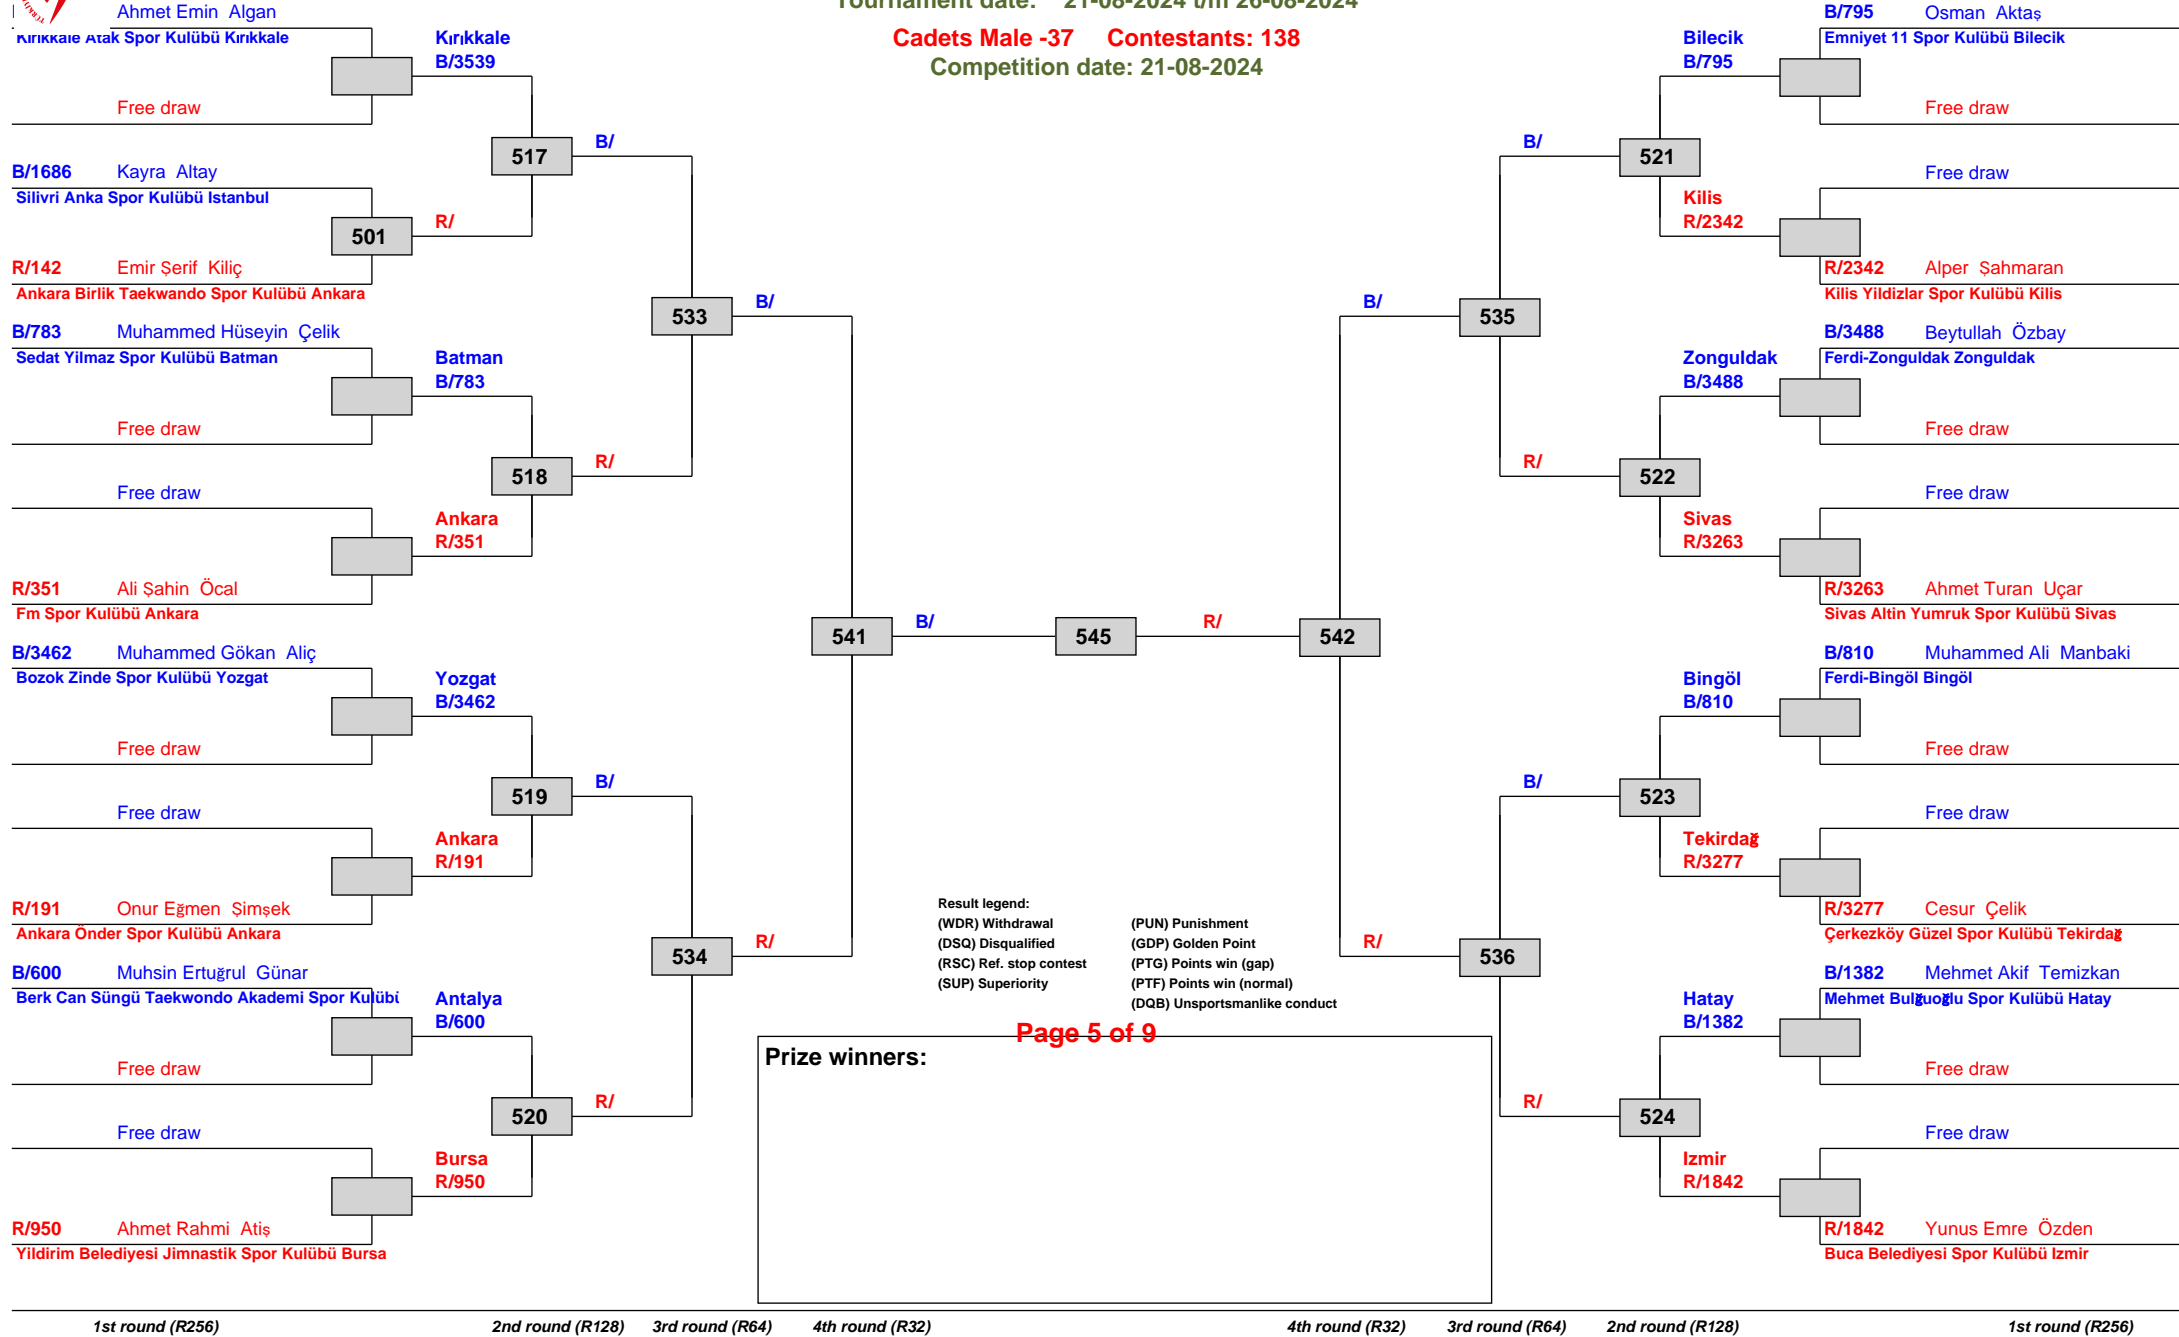 Tournament date: 21-08-2024 t/m 26-08-2024
Cadets Male -37 Contestants: 138
Competition date: 21-08-2024
Ahmet Emin Algan
Kırıkkale Atak Spor Kulübü Kırıkkale
Kırıkkale
B/3539
Free draw
517
B/
B/1686 Kayra Altay
Silivri Anka Spor Kulübü Istanbul
501
R/
R/142 Emir Şerif Kiliç
Ankara Birlik Taekwando Spor Kulübü Ankara
533
B/
B/783 Muhammed Hüseyin Çelik
Sedat Yilmaz Spor Kulübü Batman
Batman
B/783
Free draw
518
R/
Free draw
Ankara
R/351
R/351 Ali Şahin Öcal
Fm Spor Kulübü Ankara
541
B/
545
R/
542
B/3462 Muhammed Gökan Aliç
Bozok Zinde Spor Kulübü Yozgat
Yozgat
B/3462
Free draw
519
B/
Free draw
Ankara
R/191
R/191 Onur Eğmen Şimşek
Ankara Önder Spor Kulübü Ankara
534
R/
B/600 Muhsin Ertuğrul Günar
Berk Can Süngü Taekwondo Akademi Spor Kulübü
Antalya
B/600
Free draw
520
R/
Free draw
Bursa
R/950
R/950 Ahmet Rahmi Atiş
Yildirim Belediyesi Jimnastik Spor Kulübü Bursa
B/795 Osman Aktaş
Emniyet 11 Spor Kulübü Bilecik
Bilecik
B/795
Free draw
B/
521
Free draw
Kilis
R/2342
R/2342 Alper Şahmaran
Kilis Yildizlar Spor Kulübü Kilis
B/
535
B/3488 Beytullah Özbay
Ferdi-Zonguldak Zonguldak
Zonguldak
B/3488
Free draw
R/
522
Free draw
Sivas
R/3263
R/3263 Ahmet Turan Uçar
Sivas Altin Yumruk Spor Kulübü Sivas
B/810 Muhammed Ali Manbaki
Ferdi-Bingöl Bingöl
Bingöl
B/810
Free draw
B/
523
Free draw
Tekirdağ
R/3277
R/3277 Cesur Çelik
Çerkezköy Güzel Spor Kulübü Tekirdağ
R/
536
B/1382 Mehmet Akif Temizkan
Mehmet Bulğuoğlu Spor Kulübü Hatay
Hatay
B/1382
Free draw
R/
524
Free draw
Izmir
R/1842
R/1842 Yunus Emre Özden
Buca Belediyesi Spor Kulübü Izmir
Result legend:
(WDR) Withdrawal (PUN) Punishment
(DSQ) Disqualified (GDP) Golden Point
(RSC) Ref. stop contest (PTG) Points win (gap)
(SUP) Superiority (PTF) Points win (normal)
(DQB) Unsportsmanlike conduct
Page 5 of 9
Prize winners:
1st round (R256) 2nd round (R128) 3rd round (R64) 4th round (R32) 4th round (R32) 3rd round (R64) 2nd round (R128) 1st round (R256)